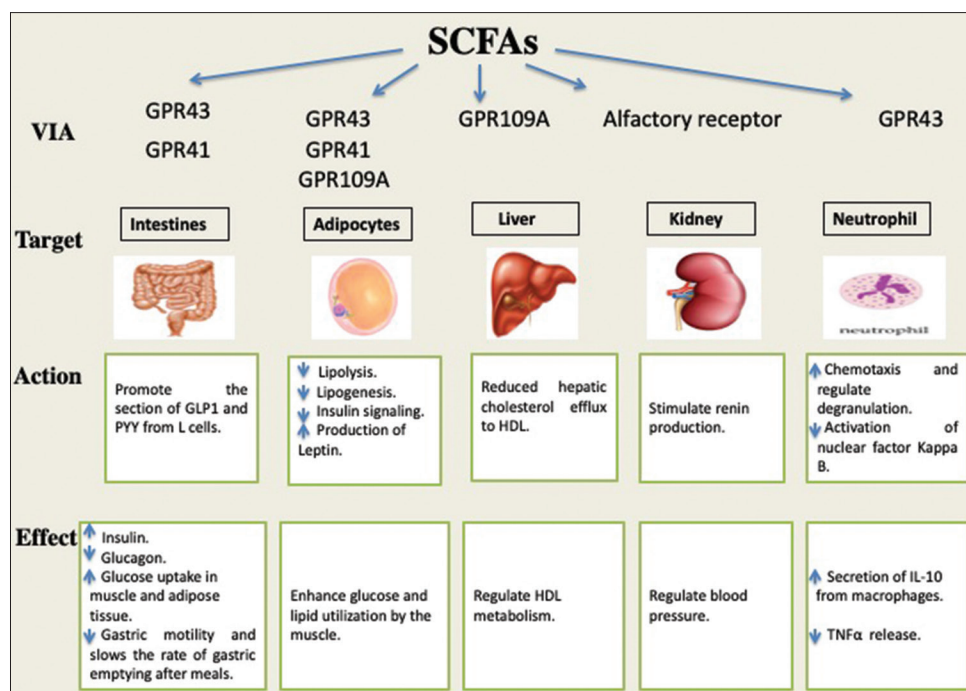 SCFAs
VIA
GPR43
GPR41
GPR43
GPR41
GPR109A
GPR109A
Alfactory receptor
GPR43
Target
Intestines
Adipocytes
Liver
Kidney
Neutrophil
neutrophil
Action
Promote the
section of GLP1 and
PYY from L cells.
Lipolysis.
Lipogenesis.
Insulin signaling.
Production of
Leptin.
Reduced hepatic
cholesterol efflux
to HDL.
Stimulate renin
production.
Chemotaxis and
regulate
degranulation.
Activation of
nuclear factor Kappa
B.
Effect
Insulin.
Glucagon.
Glucose uptake in
muscle and adipose
tissue.
Gastric motility and
slows the rate of gastric
emptying after meals.
Enhance glucose and
lipid utilization by the
muscle.
Regulate HDL
metabolism.
Regulate blood
pressure.
Secretion of IL-10
from macrophages.
TNFα release.